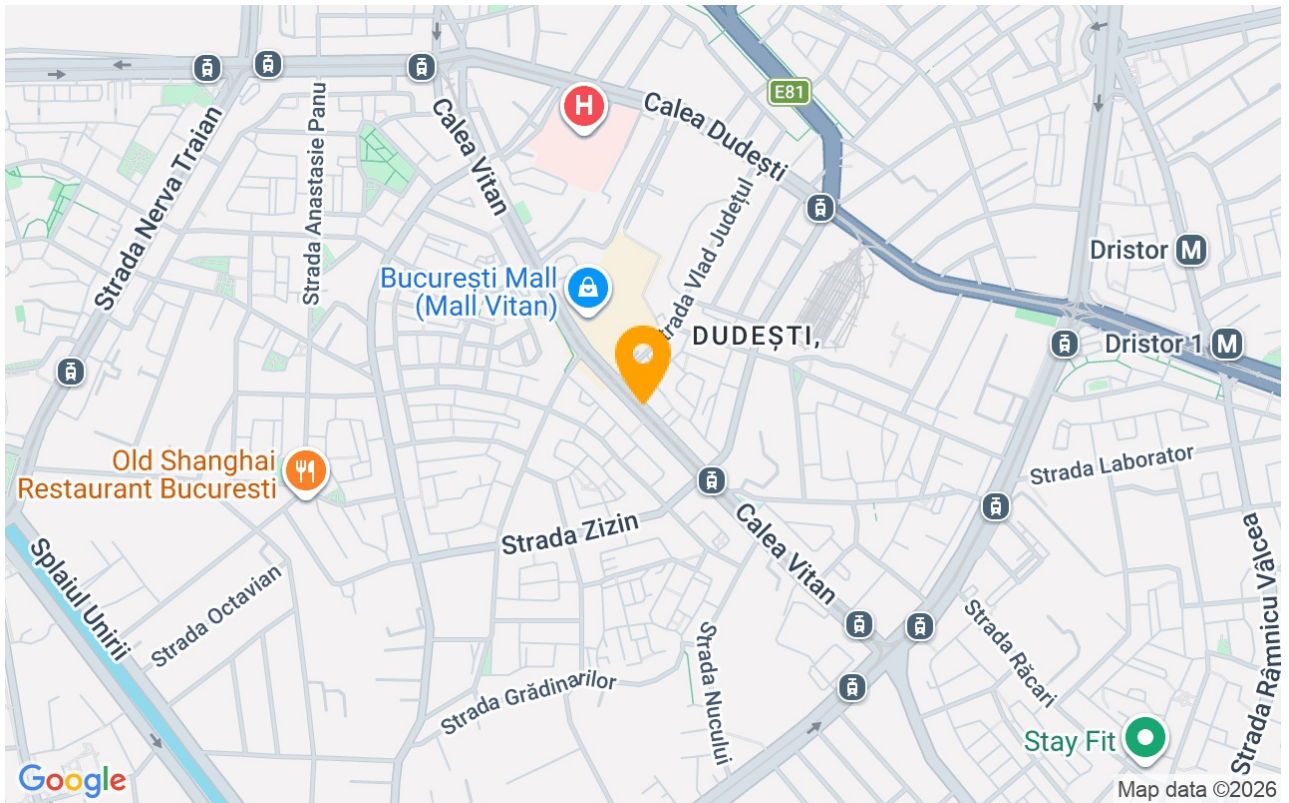 E81
H
Calea Dudești
Calea Vitan
Strada Anastasie Panu
Strada Nerva Traian
Strada Vlad Județul
Dristor M
București Mall
(Mall Vitan)
DUDEȘTI,
Dristor 1 M
Old Shanghai
Restaurant Bucuresti
Strada Laborator
Strada Zizin
Calea Vitan
Splaiul Unirii
Strada Octavian
Strada Râmnicu Vâlcea
Strada Răcari
Strada Nucului
Strada Grădinarilor
Stay Fit
Google
Map data ©2026